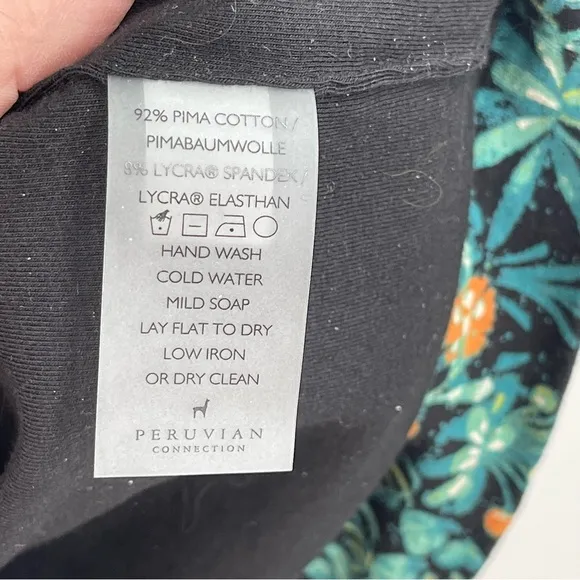 92% PIMA COTTON /
PIMABAUMWOLLE
8% LYCRA® SPANDEX /
LYCRA® ELASTHAN
HAND WASH
COLD WATER
MILD SOAP
LAY FLAT TO DRY
LOW IRON
OR DRY CLEAN
PERUVIAN
CONNECTION